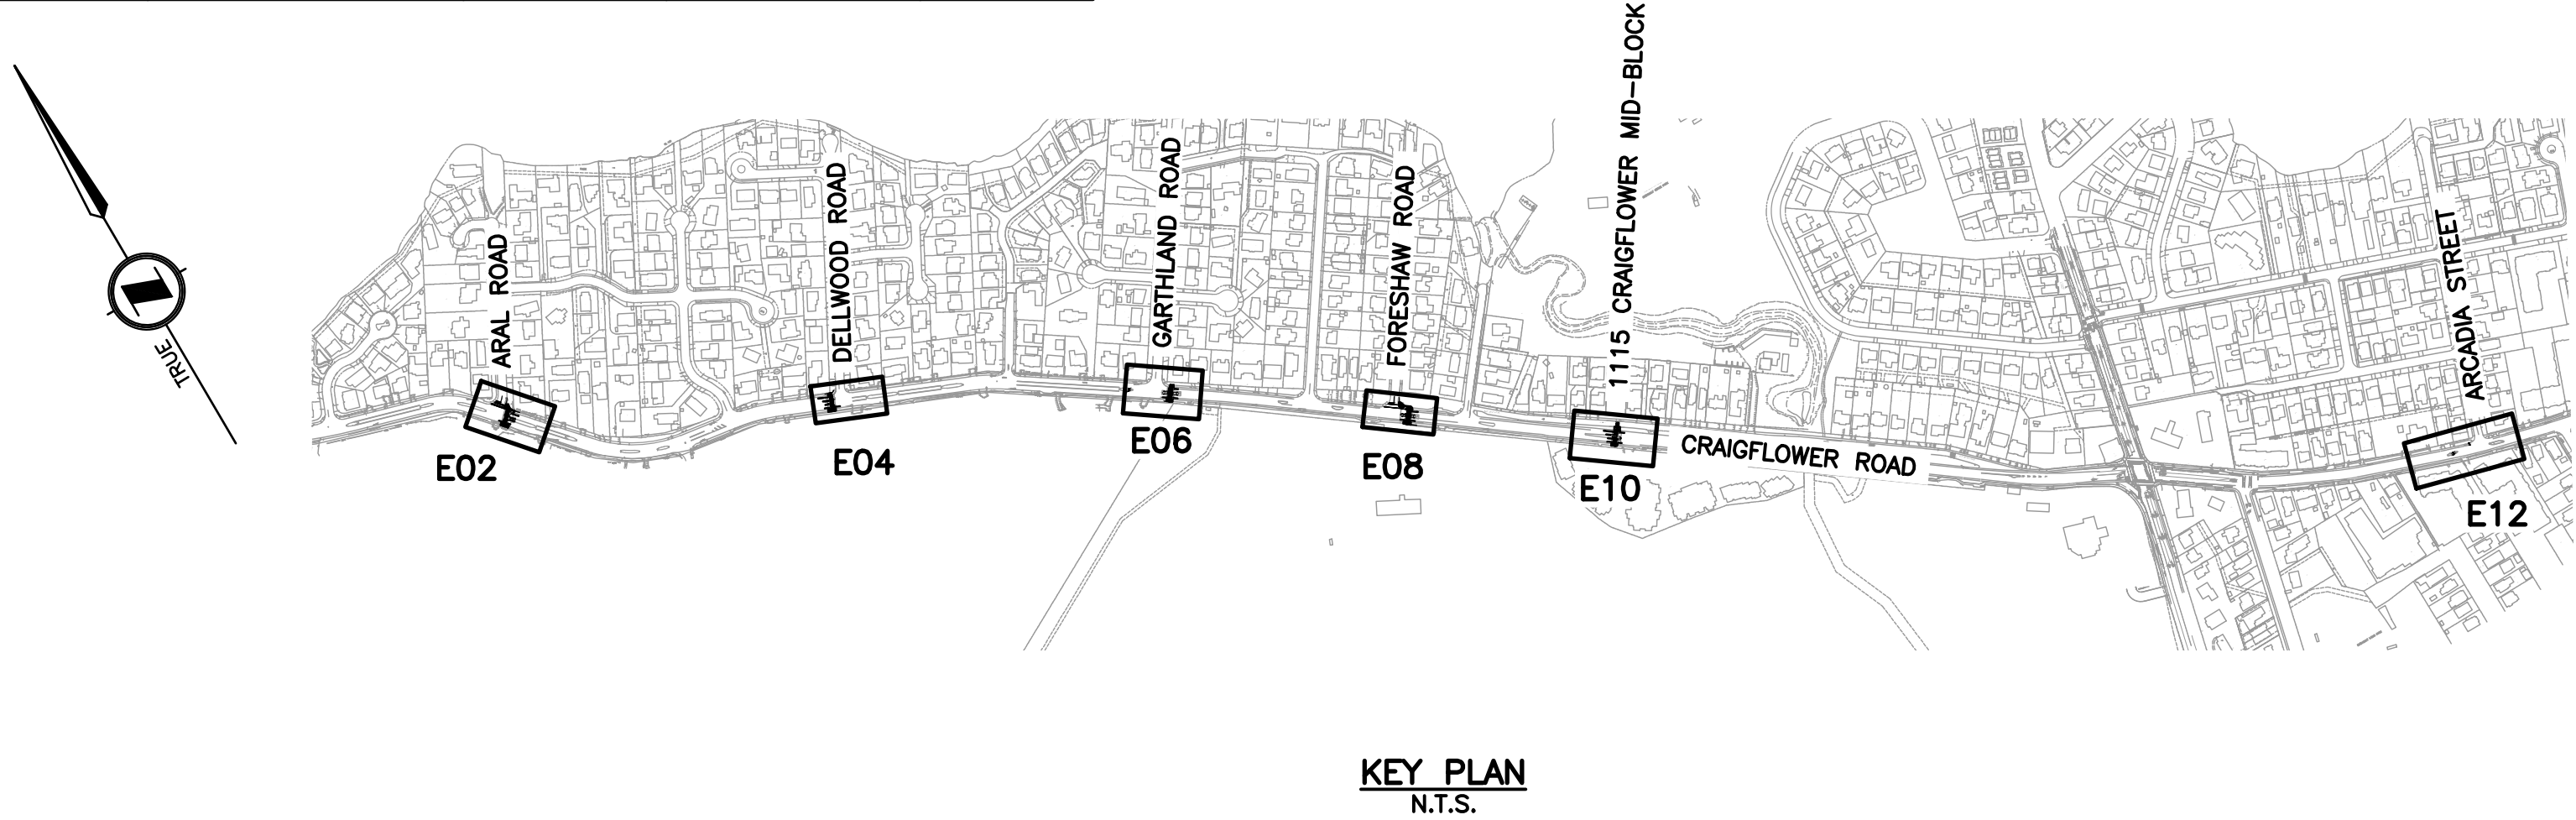 TRUE
ARAL ROAD
DELLWOOD ROAD
GARTHLAND ROAD
FORESHAW ROAD
1115 CRAIGFLOWER MID-BLOCK
ARCADIA STREET
CRAIGFLOWER ROAD
E02
E04
E06
E08
E10
E12
KEY PLAN
N.T.S.